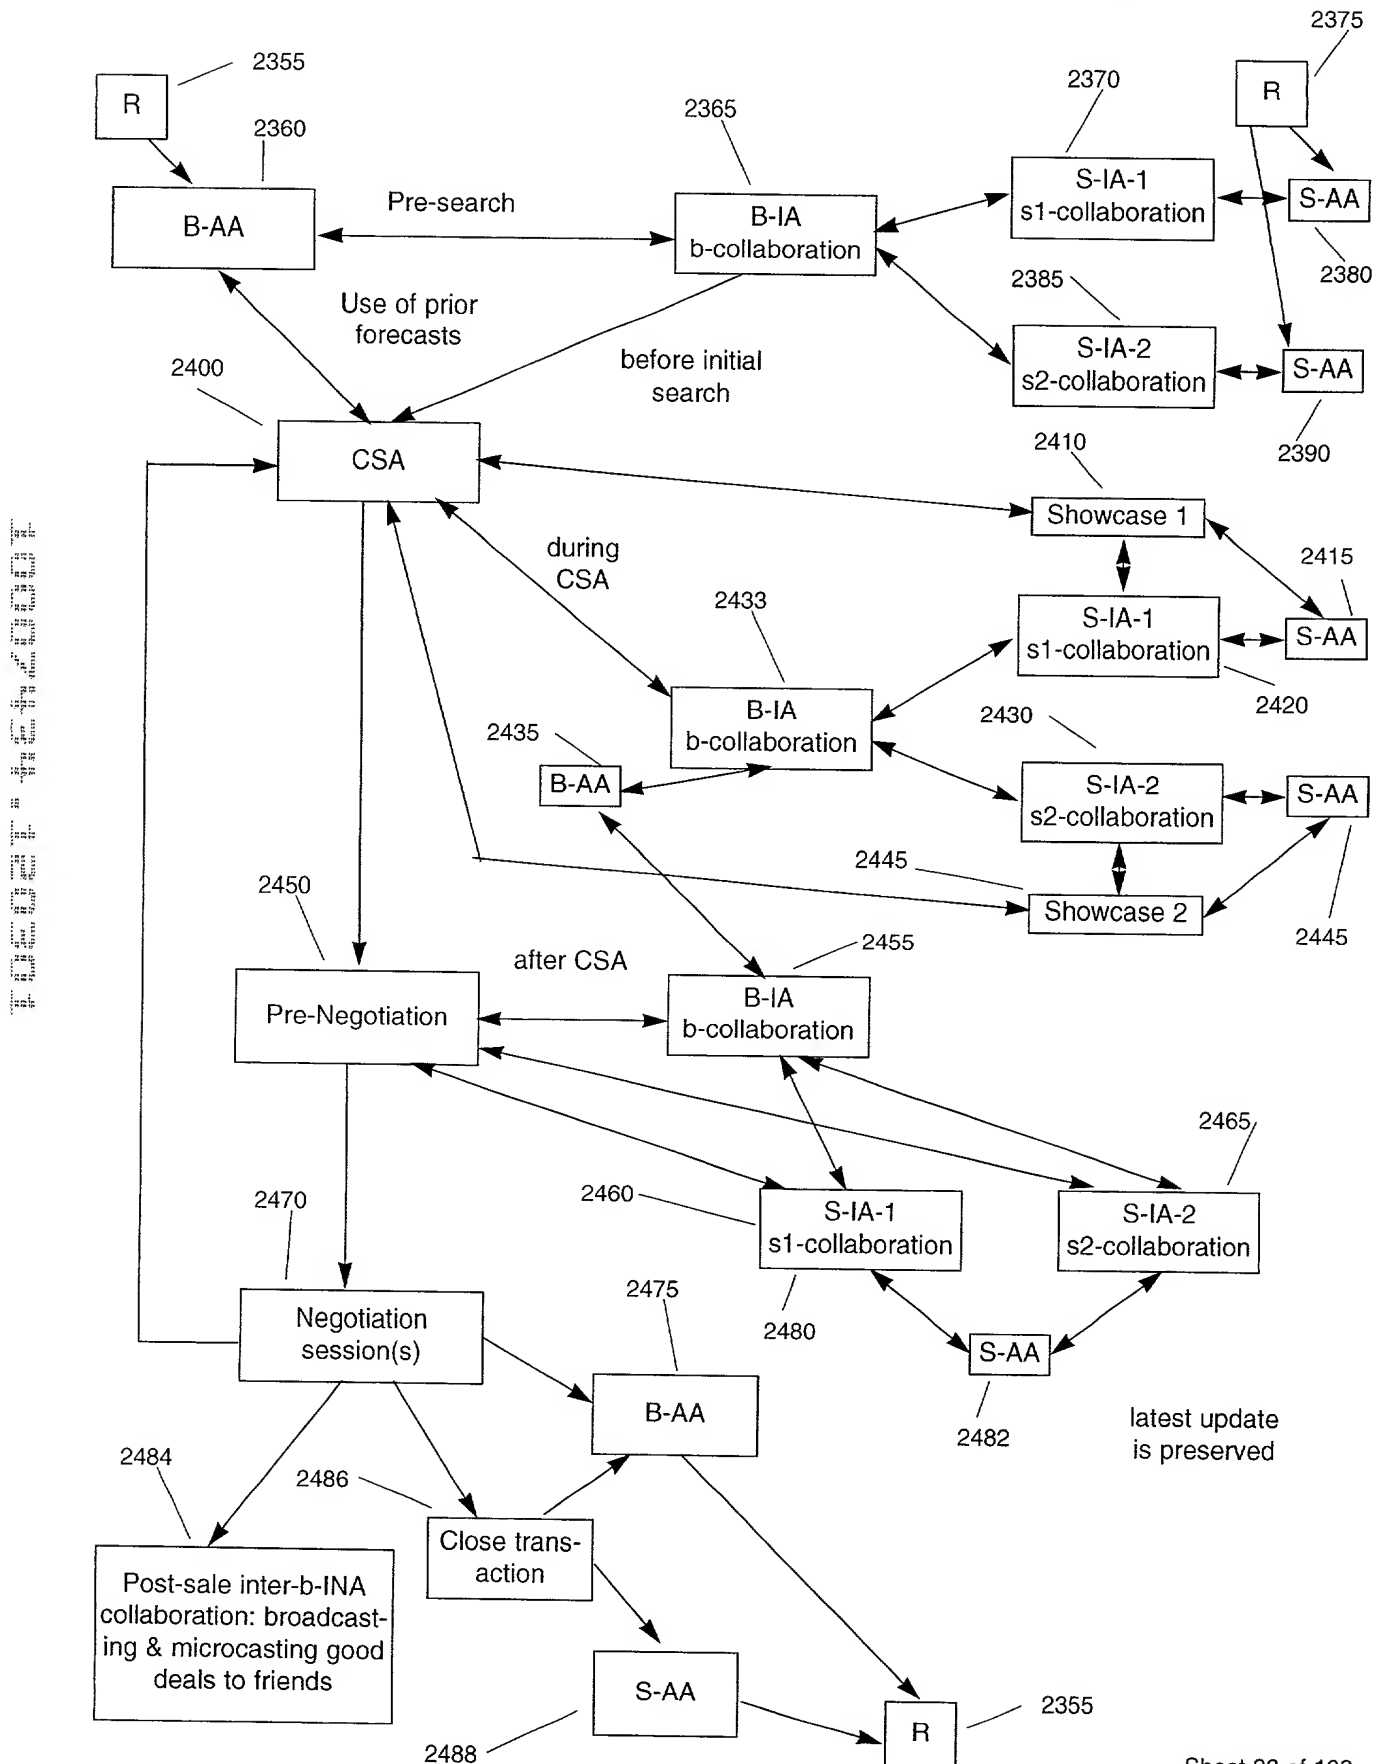 2375
2355
R
R
2370
2365
2360
S-IA-1
s1-collaboration
S-AA
Pre-search
B-AA
B-IA
b-collaboration
2380
2385
Use of prior
forecasts
S-IA-2
s2-collaboration
before initial
search
S-AA
2400
2390
2410
CSA
Showcase 1
during
CSA
2415
2433
S-IA-1
s1-collaboration
S-AA
2420
2430
B-IA
b-collaboration
2435
B-AA
S-IA-2
s2-collaboration
S-AA
2445
Showcase 2
2445
2450
2455
after CSA
B-IA
b-collaboration
Pre-Negotiation
2465
2460
2470
S-IA-1
s1-collaboration
S-IA-2
s2-collaboration
2475
2480
Negotiation
session(s)
S-AA
2482
B-AA
latest update
is preserved
2484
2486
Close trans-
action
Post-sale inter-b-INA
collaboration: broadcast-
ing & microcasting good
deals to friends
S-AA
2355
R
2488